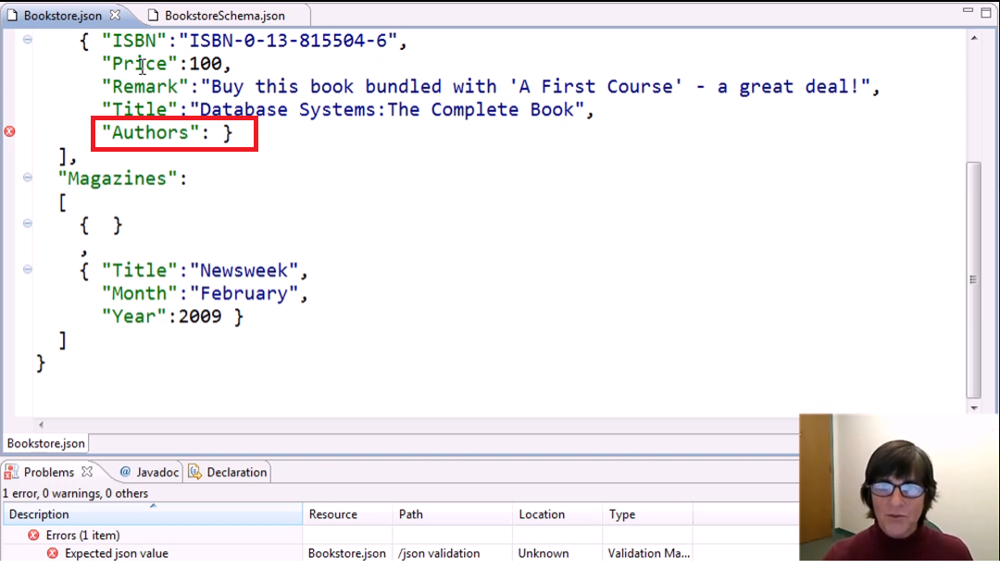 Bookstore.json BookstoreSchema.json
{ "ISBN":"ISBN-0-13-815504-6",
"Price":100,
"Remark":"Buy this book bundled with 'A First Course' - a great deal!",
"Title":"Database Systems:The Complete Book",
"Authors": }
],
"Magazines":
[
{ }
,
{ "Title":"Newsweek",
"Month":"February",
"Year":2009 }
]
}
Bookstore.json
Problems @ Javadoc Declaration
1 error, 0 warnings, 0 others
Description Resource Path Location Type
Errors (1 item)
Expected json value Bookstore.json /json validation Unknown Validation Ma...